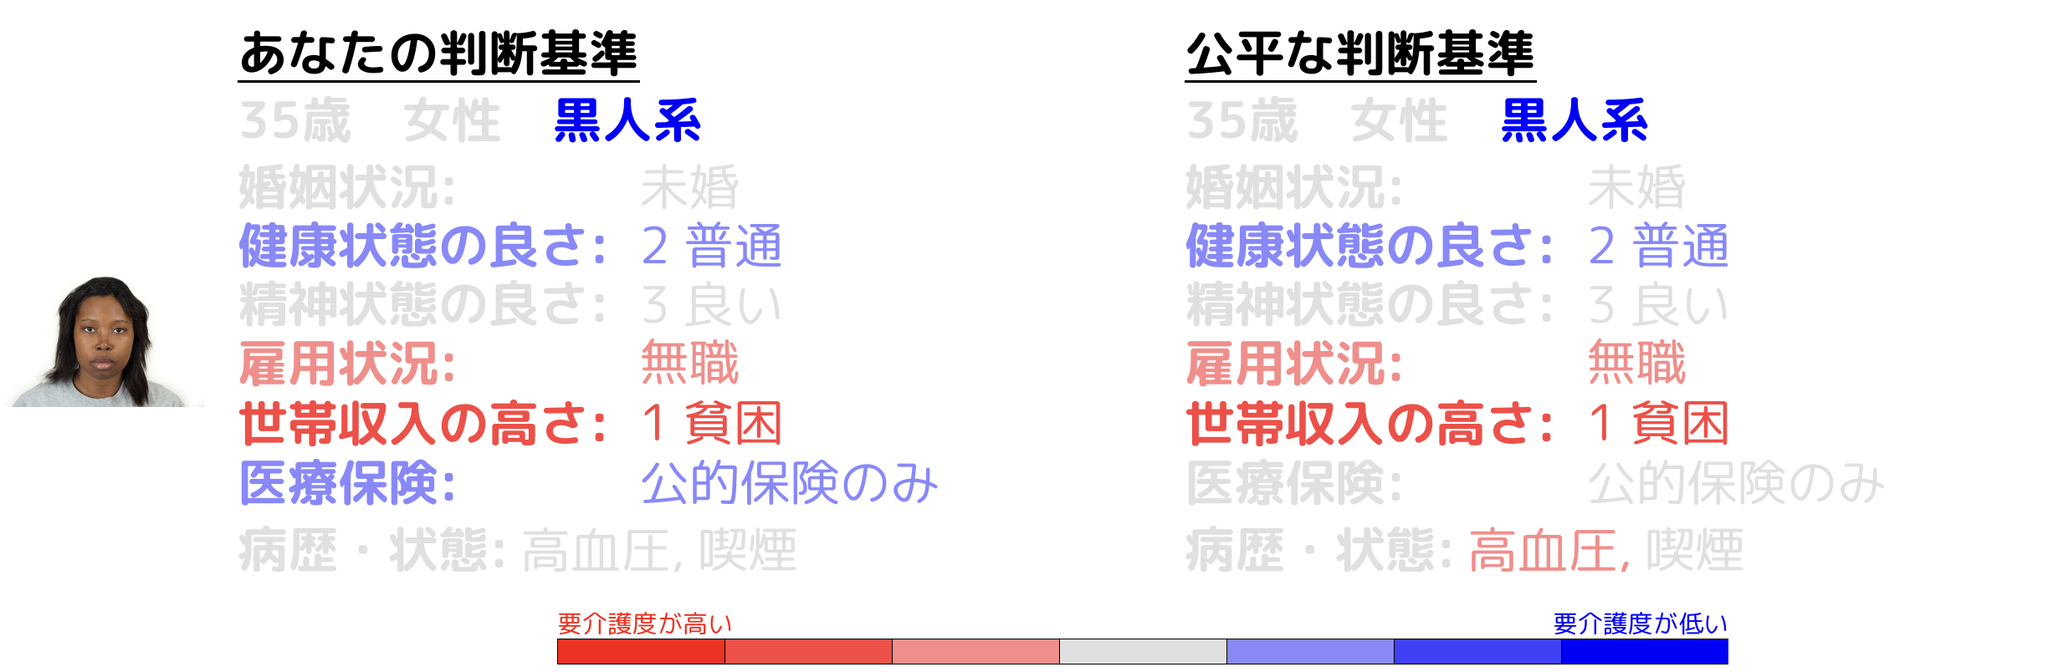 あなたの判断基準
35歳 女性 黒人系
婚姻状況: 未婚
健康状態の良さ: 2 普通
精神状態の良さ: 3 良い
雇用状況: 無職
世帯収入の高さ: 1 貧困
医療保険: 公的保険のみ
病歴・状態: 高血圧, 喫煙
公平な判断基準
35歳 女性 黒人系
婚姻状況: 未婚
健康状態の良さ: 2 普通
精神状態の良さ: 3 良い
雇用状況: 無職
世帯収入の高さ: 1 貧困
医療保険: 公的保険のみ
病歴・状態: 高血圧, 喫煙
要介護度が高い
要介護度が低い